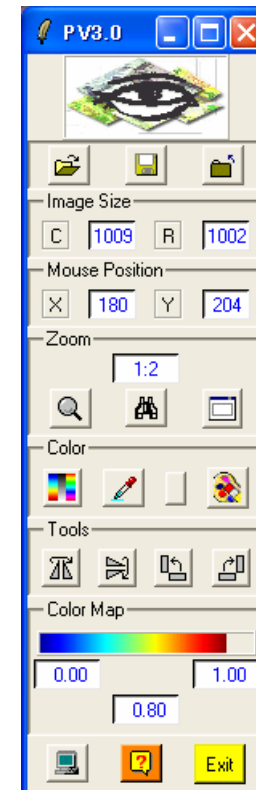 PV3.0
Image Size
C 1009 R 1002
Mouse Position
X 180 Y 204
Zoom
1:2
Color
Tools
Color Map
0.00 1.00
0.80
? Exit